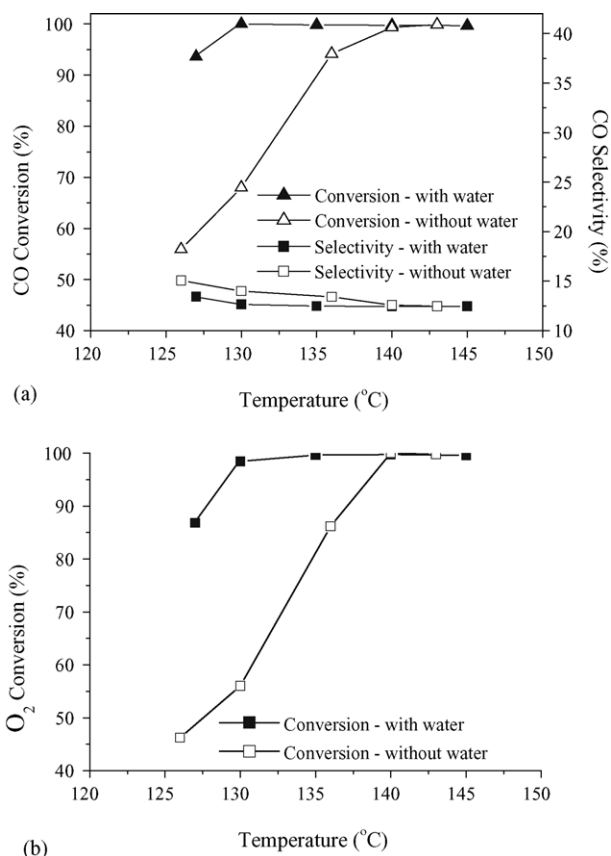 100
90
80
70
60
50
40
CO Conversion (%)
40
35
30
25
20
15
10
CO Selectivity (%)
Conversion - with water
Conversion - without water
Selectivity - with water
Selectivity - without water
120 125 130 135 140 145 150
(a)
Temperature (°C)
100
90
80
70
60
50
40
O₂ Conversion (%)
Conversion - with water
Conversion - without water
120 125 130 135 140 145 150
(b)
Temperature (°C)